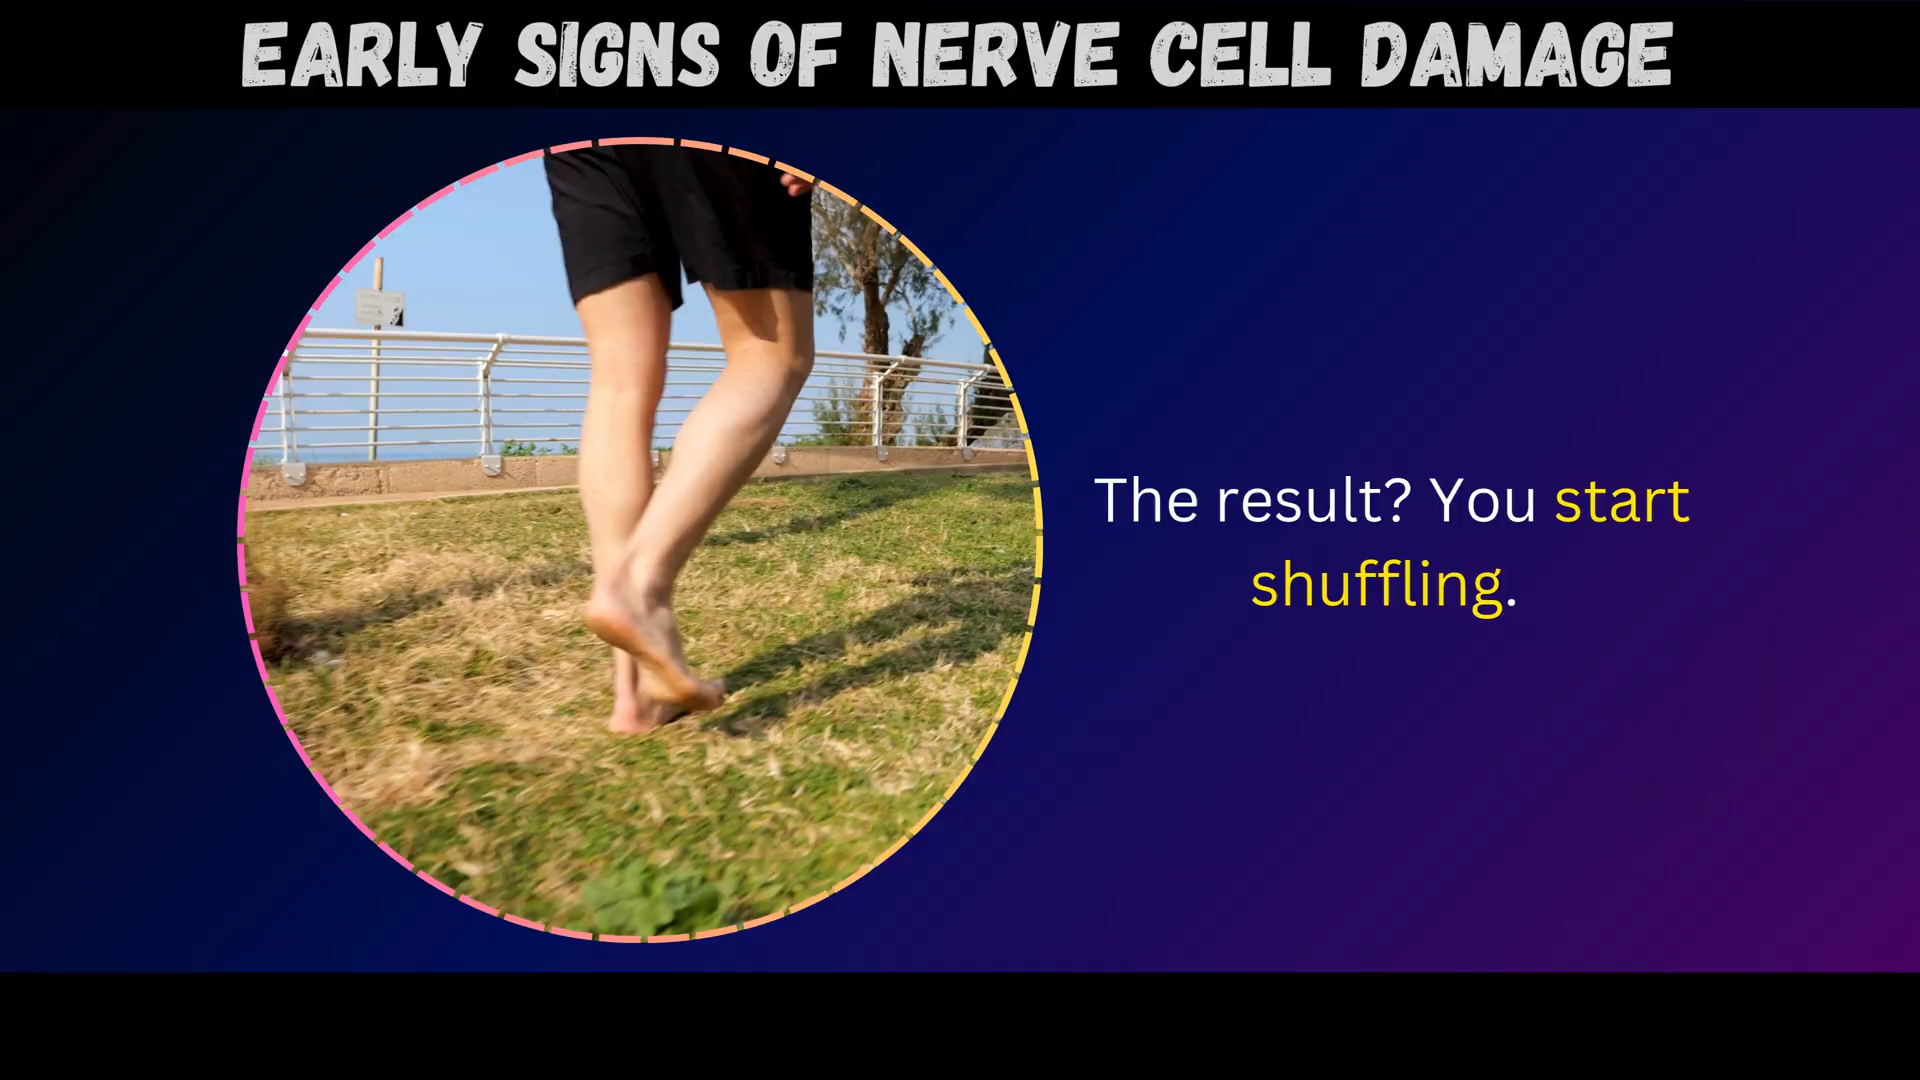 EARLY SIGNS OF NERVE CELL DAMAGE
The result? You start
shuffling.